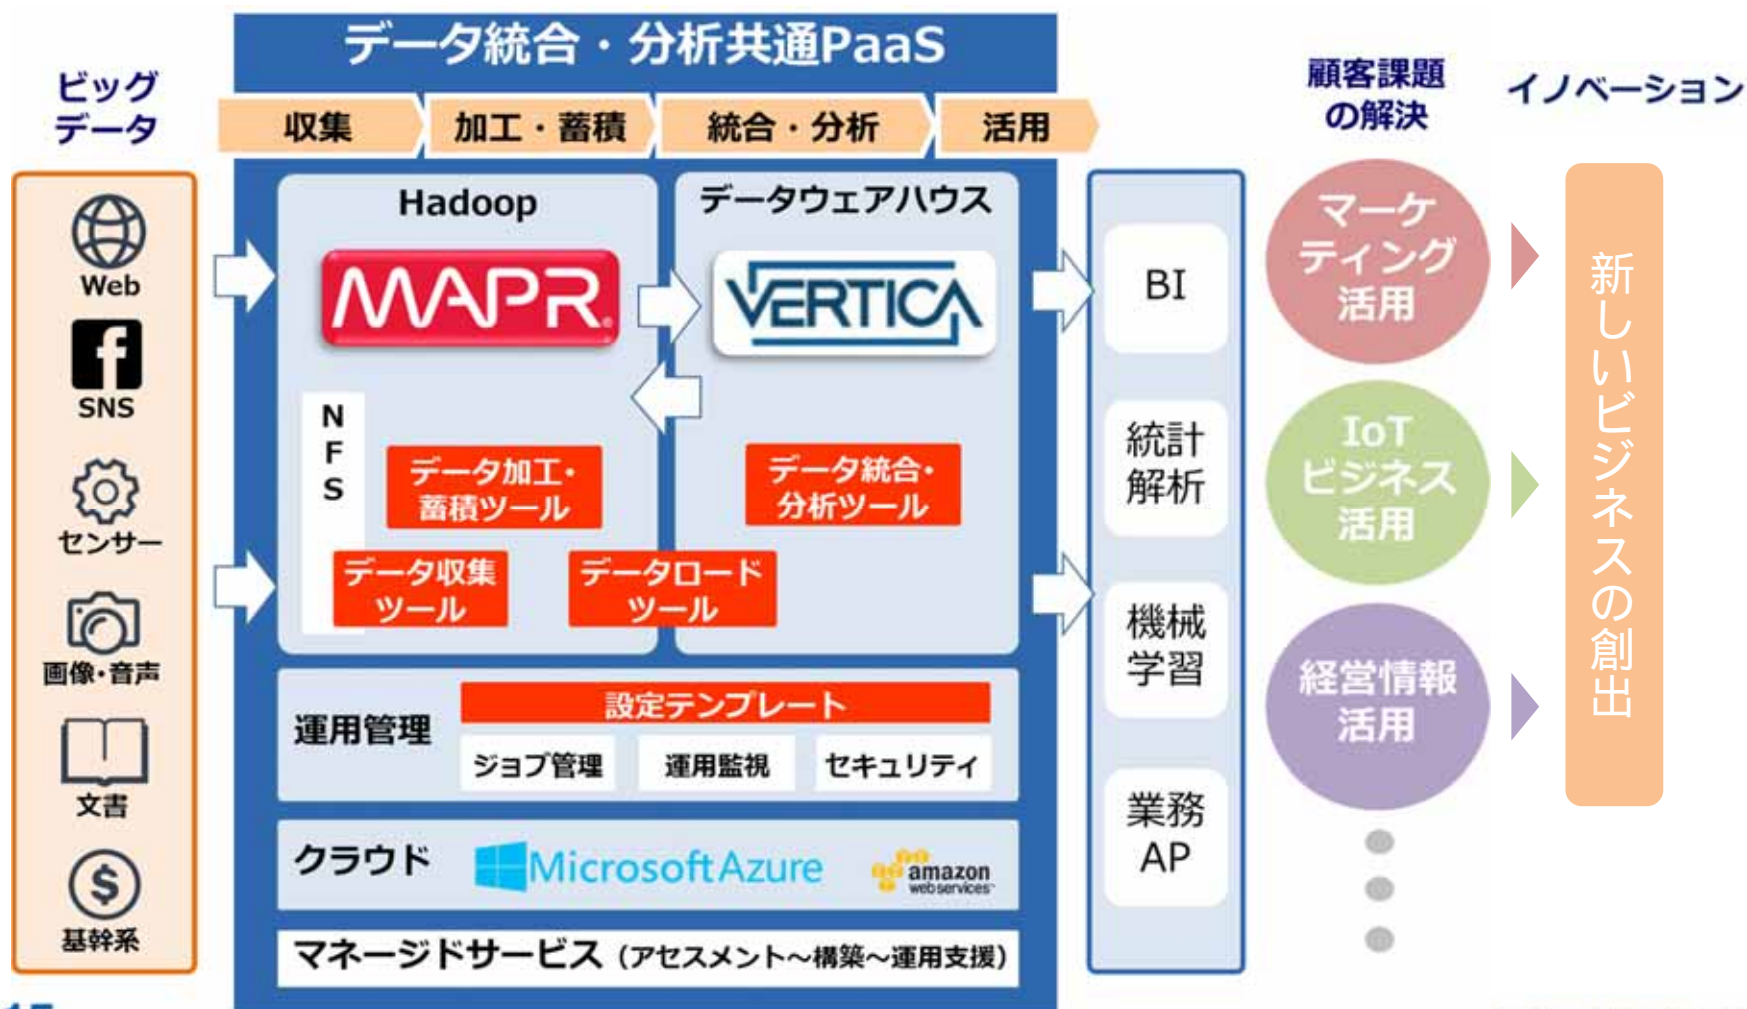 データ統合・分析共通PaaS
ビッグ
データ
収集
加工・蓄積
統合・分析
活用
顧客課題
の解決
イノベーション
Web
SNS
センサー
画像・音声
文書
基幹系
Hadoop
MAPR®
データウェアハウス
VERTICA
N
F
S
データ加工・
蓄積ツール
データ収集
ツール
データロード
ツール
データ統合・
分析ツール
運用管理
設定テンプレート
ジョブ管理
運用監視
セキュリティ
クラウド
Microsoft Azure
amazon
web services™
マネージドサービス（アセスメント～構築～運用支援）
BI
統計
解析
機械
学習
業務
AP
マーケ
ティング
活用
IoT
ビジネス
活用
経営情報
活用
新しいビジネスの創出